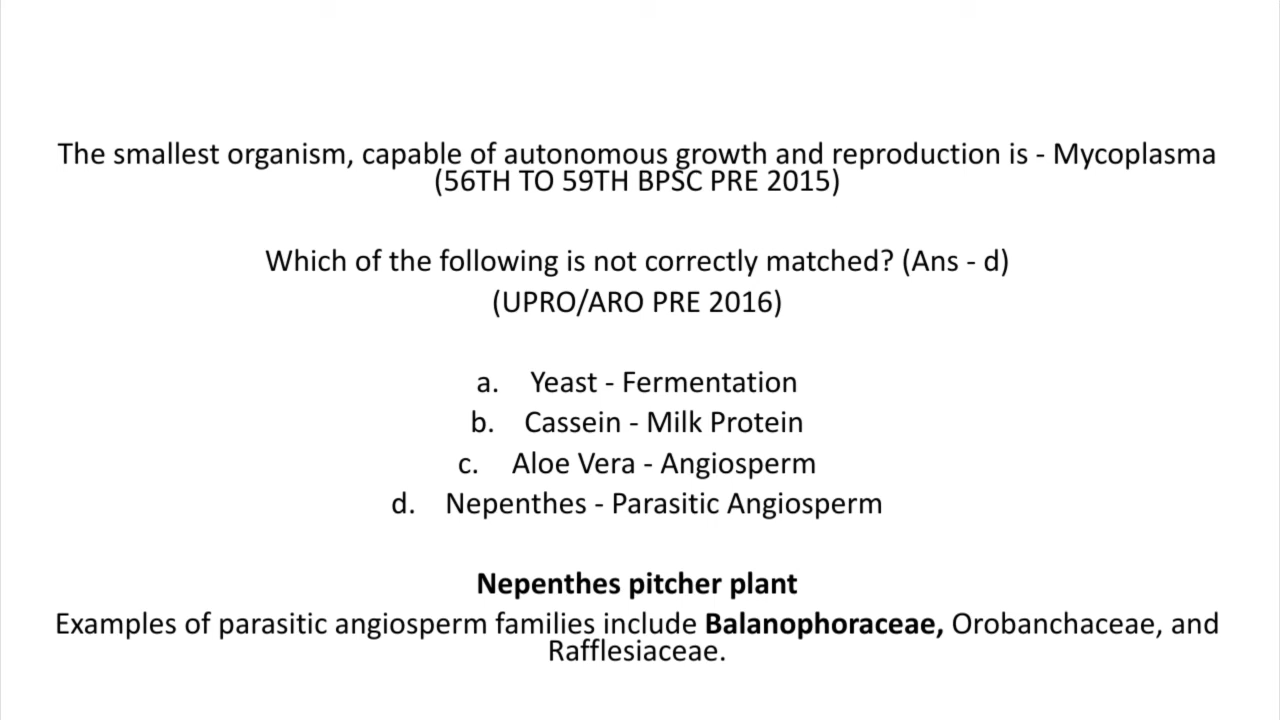 The smallest organism, capable of autonomous growth and reproduction is - Mycoplasma
(56TH TO 59TH BPSC PRE 2015)
Which of the following is not correctly matched? (Ans - d)
(UPRO/ARO PRE 2016)
a. Yeast - Fermentation
b. Cassein - Milk Protein
c. Aloe Vera - Angiosperm
d. Nepenthes - Parasitic Angiosperm
Nepenthes pitcher plant
Examples of parasitic angiosperm families include Balanophoraceae, Orobanchaceae, and
Rafflesiaceae.